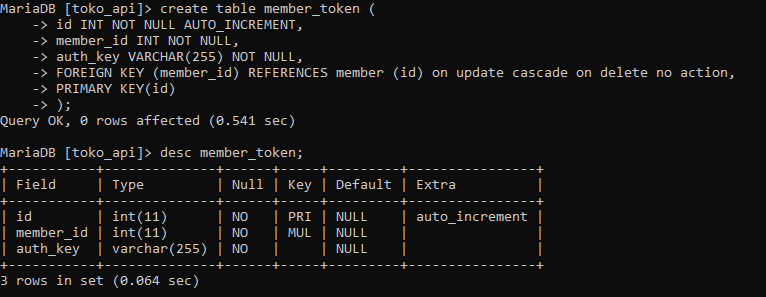 MariaDB [toko_api]> create table member_token (
    -> id INT NOT NULL AUTO_INCREMENT,
    -> member_id INT NOT NULL,
    -> auth_key VARCHAR(255) NOT NULL,
    -> FOREIGN KEY (member_id) REFERENCES member (id) on update cascade on delete no action,
    -> PRIMARY KEY(id)
    -> );
Query OK, 0 rows affected (0.541 sec)

MariaDB [toko_api]> desc member_token;
+-----------+--------------+------+-----+---------+----------------+
| Field     | Type         | Null | Key | Default | Extra          |
+-----------+--------------+------+-----+---------+----------------+
| id        | int(11)      | NO   | PRI | NULL    | auto_increment |
| member_id | int(11)      | NO   | MUL | NULL    |                |
| auth_key  | varchar(255) | NO   |     | NULL    |                |
+-----------+--------------+------+-----+---------+----------------+
3 rows in set (0.064 sec)